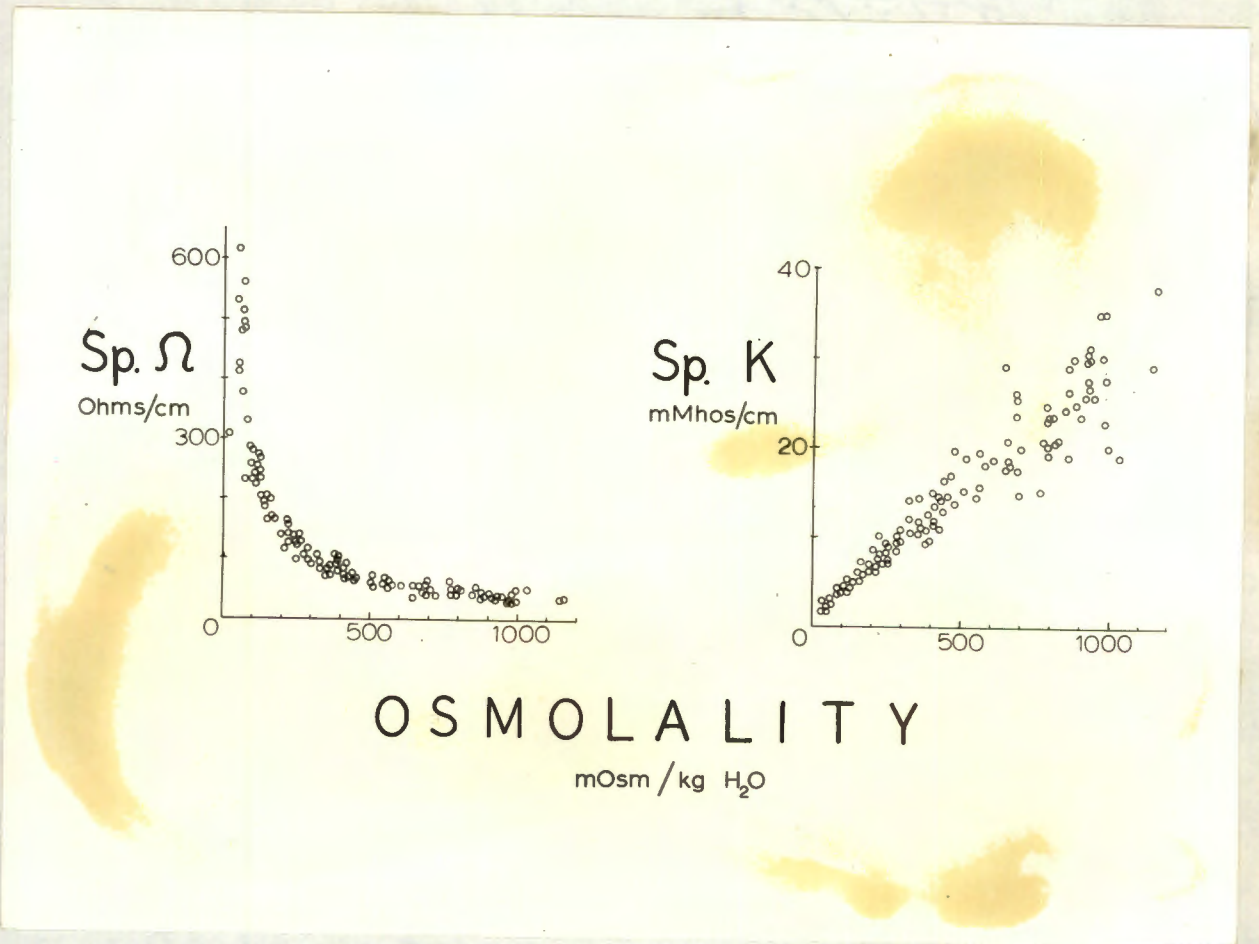 600
Sp. Ω
Ohms/cm
300
0
500
1000
40
Sp. K
mMhos/cm
20
0
500
1000
OSMOLALITY
mOsm/kg H₂O